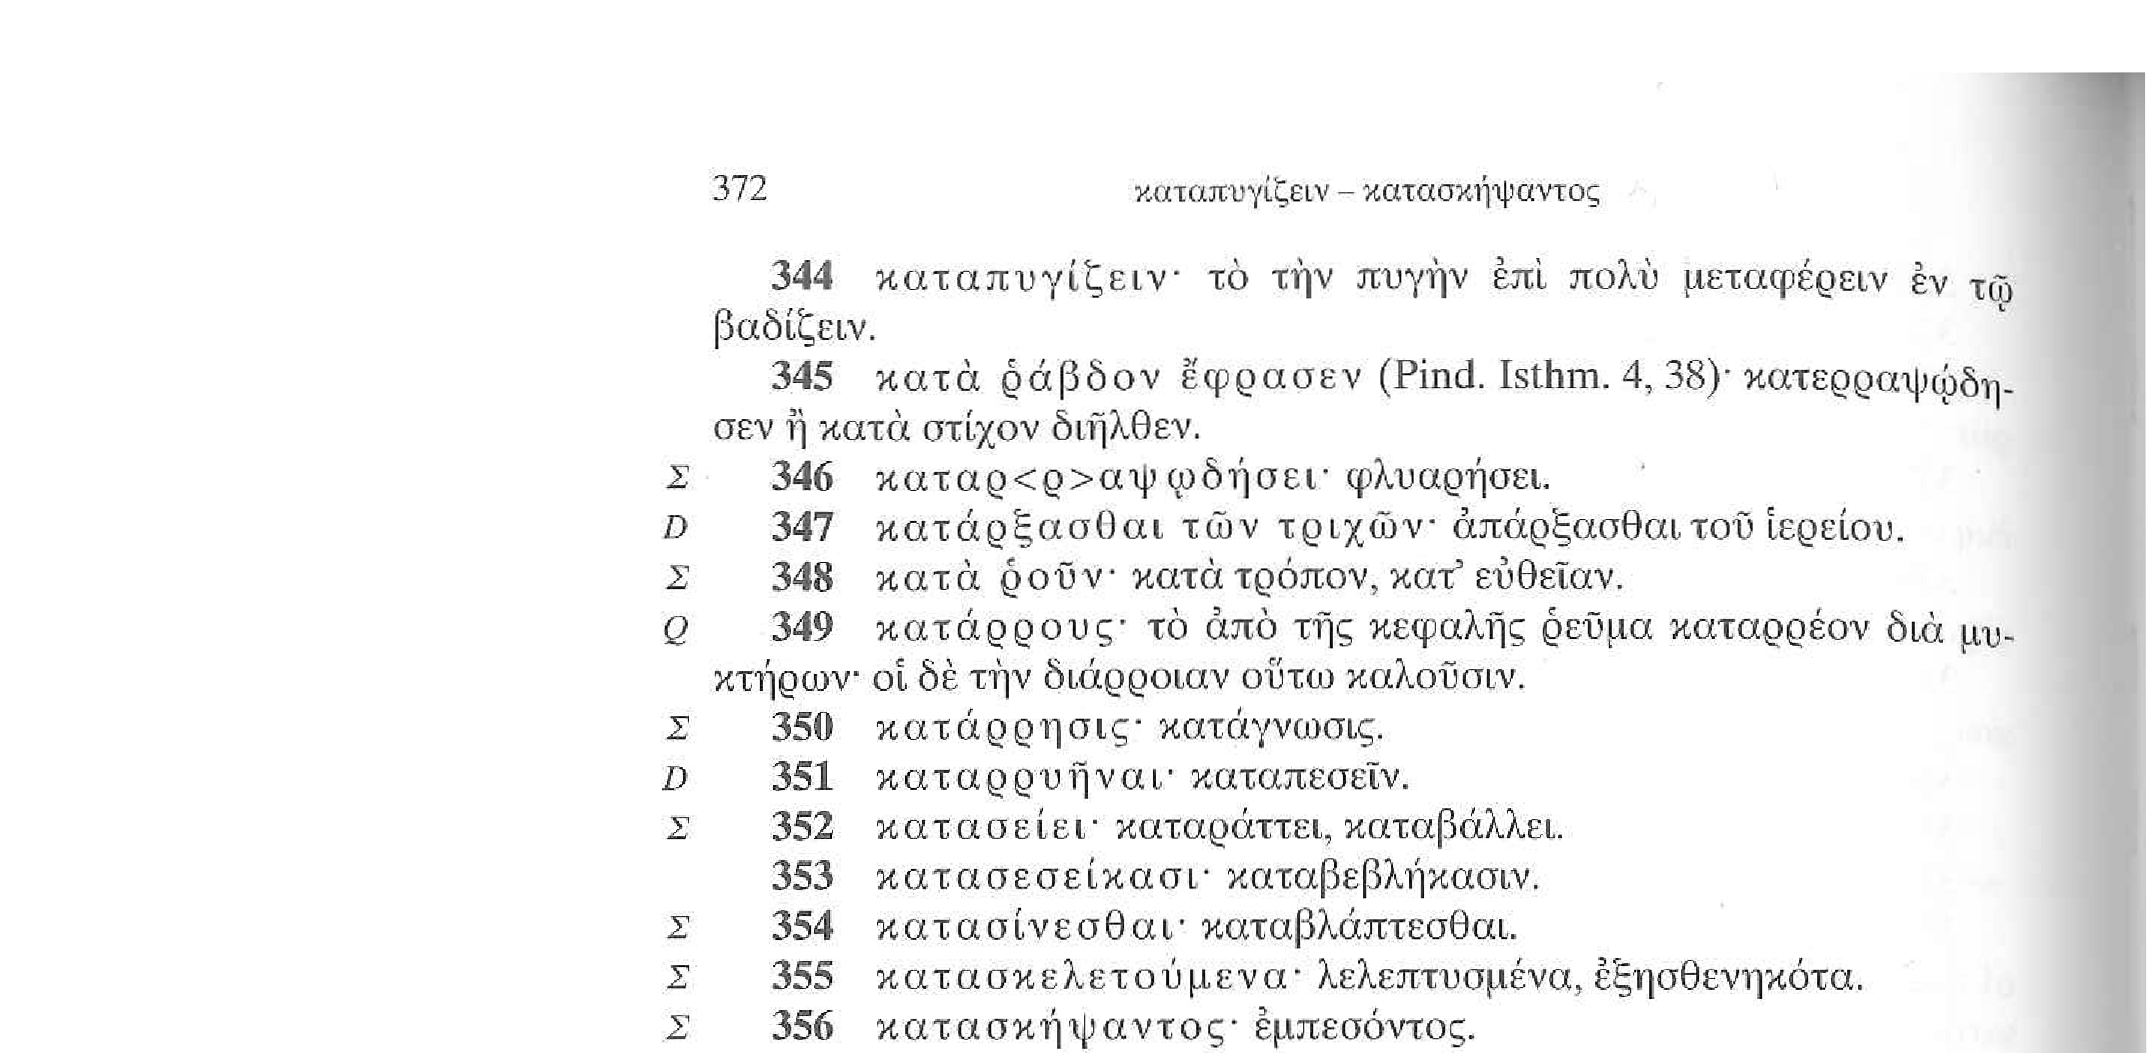 372 καταπυγίζειν – κατασκήψαντος
344 καταπυγίζειν· τὸ τὴν πυγὴν ἐπὶ πολὺ μεταφέρειν ἐν τῷ
βαδίζειν.
345 κατὰ ῥάβδον ἔφρασεν (Pind. Isthm. 4, 38)· κατερραψῴδη-
σεν ἢ κατὰ στίχον διῆλθεν.
Σ 346 καταρ<ρ>αψῳδήσει· φλυαρήσει.
D 347 κατάρξασθαι τῶν τριχῶν· ἀπάρξασθαι τοῦ ἱερείου.
Σ 348 κατὰ ῥοῦν· κατὰ τρόπον, κατ’ εὐθεῖαν.
Q 349 κατάρρους· τὸ ἀπὸ τῆς κεφαλῆς ῥεῦμα καταρρέον διὰ μυ-
κτήρων· οἱ δὲ τὴν διάρροιαν οὕτω καλοῦσιν.
Σ 350 κατάρρησις· κατάγνωσις.
D 351 καταρρυῆναι· καταπεσεῖν.
Σ 352 κατασείει· καταράττει, καταβάλλει.
353 κατασεσείκασι· καταβεβλήκασιν.
Σ 354 κατασίνεσθαι· καταβλάπτεσθαι.
Σ 355 κατασκελετούμενα· λελεπτυσμένα, ἐξησθενηκότα.
Σ 356 κατασκήψαντος· ἐμπεσόντος.